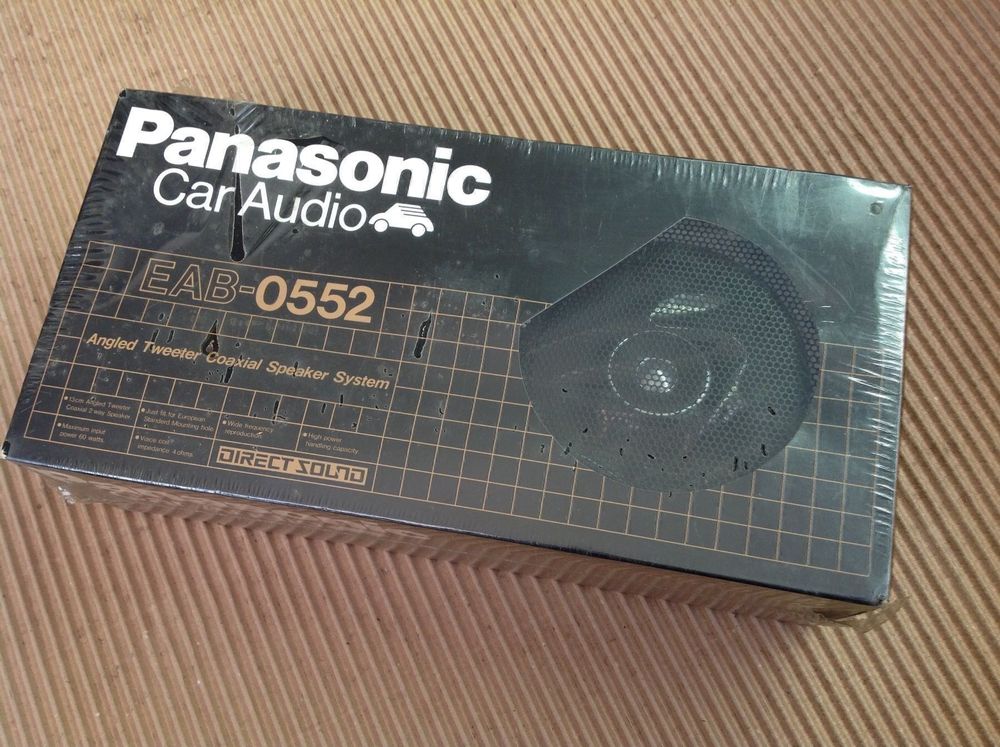 Panasonic
Car Audio
EAB-0552
Angled Tweeter Coaxial Speaker System
•13cm Angled Tweeter
Coaxial 2 way Speaker
•Just fit for European
Standard Mounting hole
•Wide frequency
reproduction
•High power
handling capacity
•Maximum input
power 60 watts.
•Voice coil
impedance 4 ohms
DIRECT SOUND